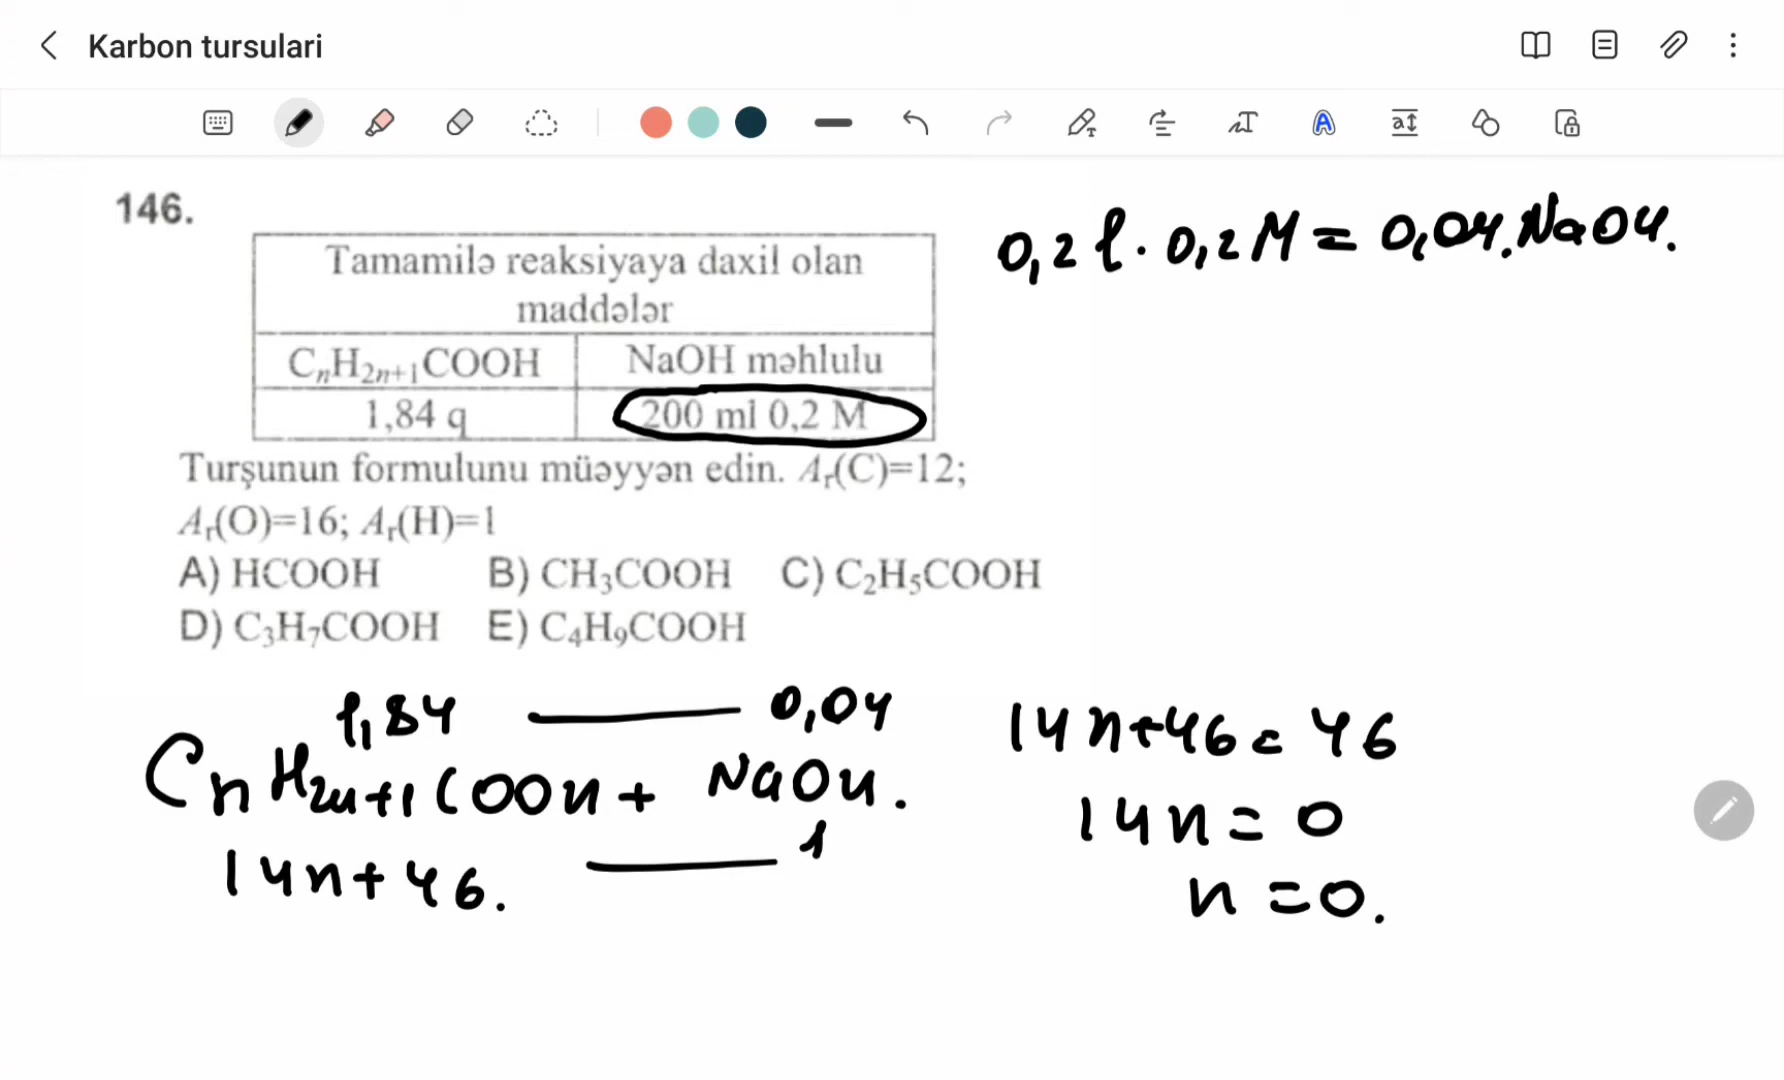 Karbon tursulari
146.
Tamamilə reaksiyaya daxil olan
maddələr
CₙH₂ₙ₊₁COOH NaOH məhlulu
1,84 q 200 ml 0,2 M
Turşunun formulunu müəyyən edin. Aᵣ(C)=12;
Aᵣ(O)=16; Aᵣ(H)=1
A) HCOOH B) CH₃COOH C) C₂H₅COOH
D) C₃H₇COOH E) C₄H₉COOH
0,2 l · 0,2 M = 0,04. NaOH.
1,84 — 0,04
CₙH₂ₙ₊₁COOH + NaOH.
14n+46. — 1
14n+46 = 46
14n = 0
n = 0.